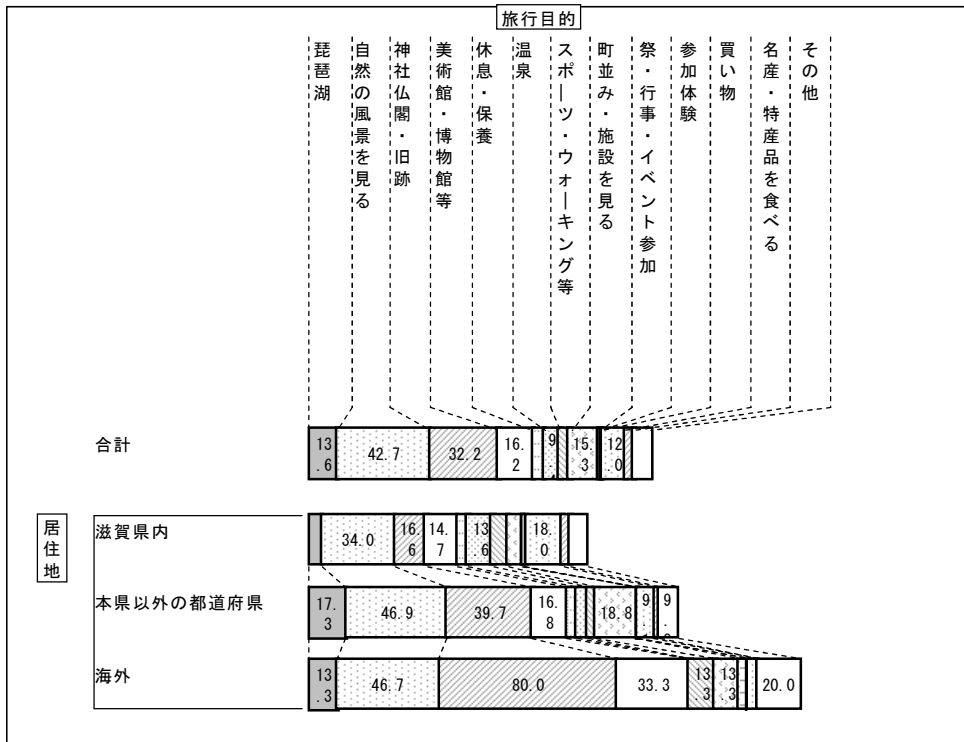 旅行目的
琵琶湖
自然の風景を見る
神社仏閣・旧跡
美術館・博物館等
休息・保養
温泉
スポーツ・ウォーキング等
町並み・施設を見る
祭・行事・イベント参加
参加体験
買い物
名産・特産品を食べる
その他
合計
13.6
42.7
32.2
16.2
15.3
12.0
居住地
滋賀県内
34.0
16.6
14.7
13.6
18.0
本県以外の都道府県
17.3
46.9
39.7
16.8
18.8
海外
13.3
46.7
80.0
33.3
13.3
13.3
20.0